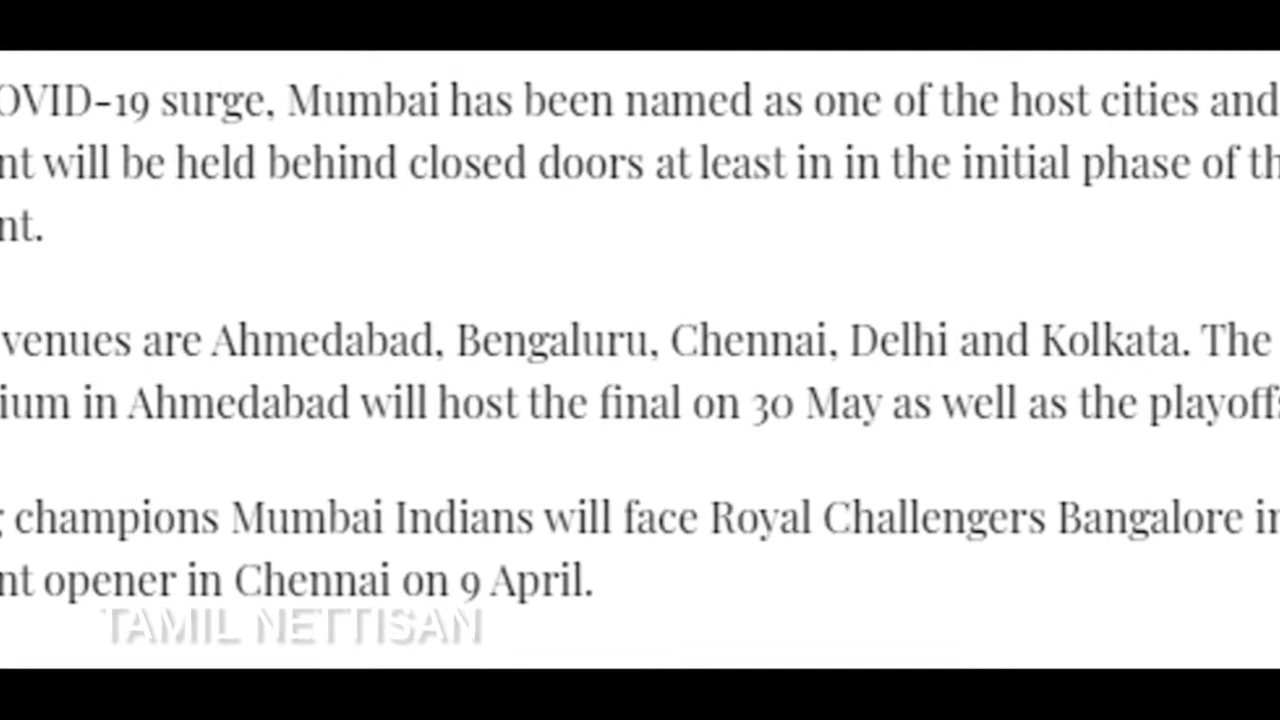 OVID-19 surge, Mumbai has been named as one of the host cities and
nt will be held behind closed doors at least in in the initial phase of th
nt.
venues are Ahmedabad, Bengaluru, Chennai, Delhi and Kolkata. The
ium in Ahmedabad will host the final on 30 May as well as the playoffs
g champions Mumbai Indians will face Royal Challengers Bangalore in
nt opener in Chennai on 9 April.
TAMIL NETTISAN